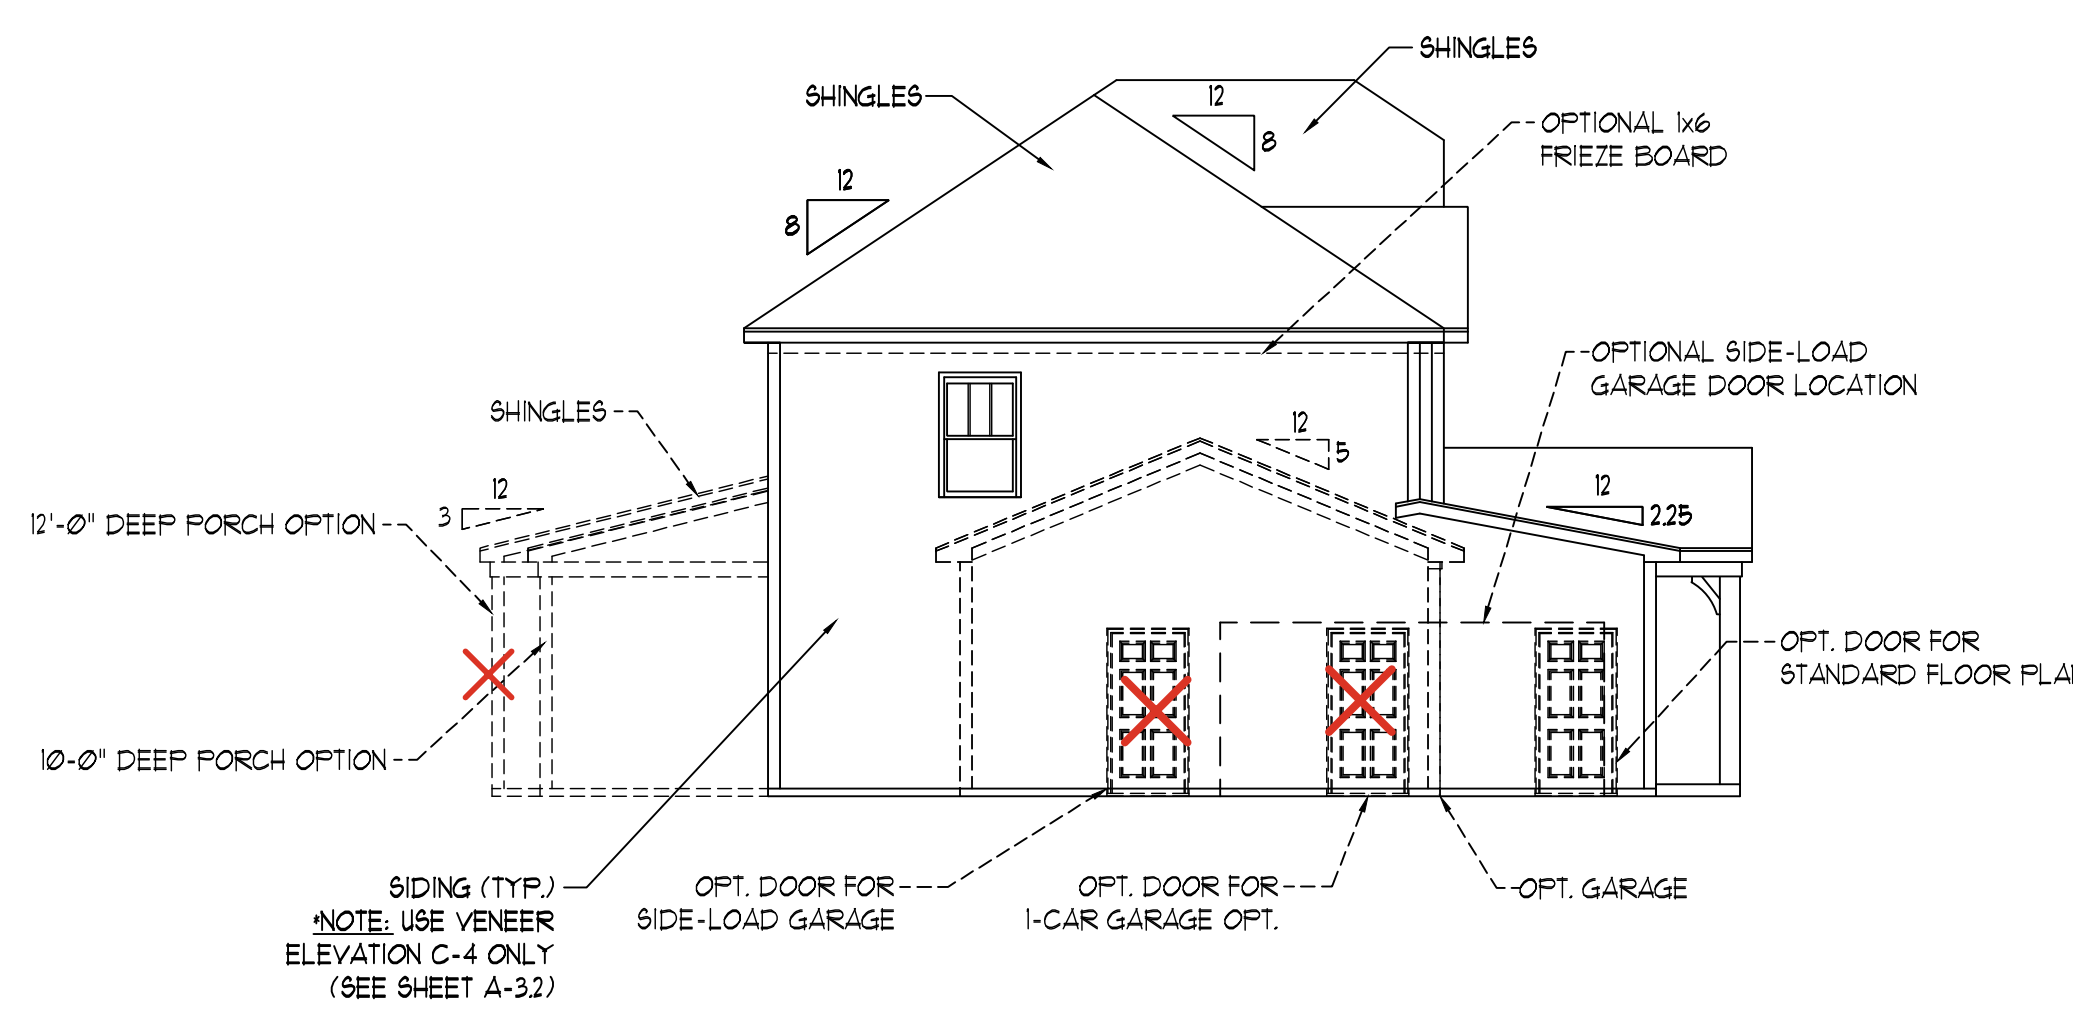 SHINGLES
SHINGLES
12
8
OPTIONAL 1x6
FRIEZE BOARD
12
8
OPTIONAL SIDE-LOAD
GARAGE DOOR LOCATION
SHINGLES
12
5
12
3
12
2.25
12'-0" DEEP PORCH OPTION
OPT. DOOR FOR
STANDARD FLOOR PLA
10-0" DEEP PORCH OPTION
SIDING (TYP.)
*NOTE: USE VENEER
ELEVATION C-4 ONLY
(SEE SHEET A-3.2)
OPT. DOOR FOR
SIDE-LOAD GARAGE
OPT. DOOR FOR
1-CAR GARAGE OPT.
OPT. GARAGE